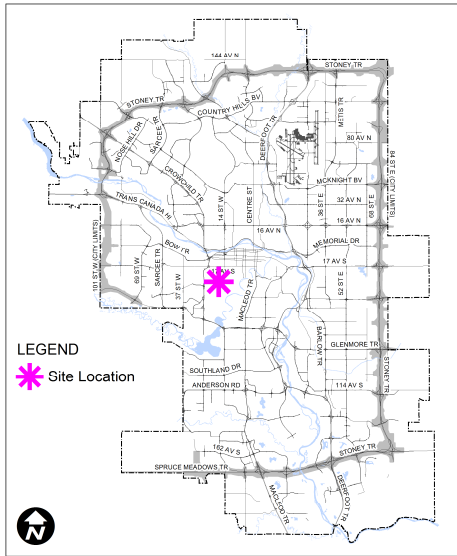 144 AV N
STONEY TR
STONEY TR
COUNTRY HILLS BV
METIS TR
NOSE HILL DR
SARCEE TR
DEERFOOT TR
80 AV N
84 ST E (CITY LIMITS)
CROWCHILD TR
MCKNIGHT BV
TRANS CANADA HI
14 ST W
CENTRE ST
36 ST E
32 AV N
68 ST E
16 AV N
16 AV N
101 ST W (CITY LIMITS)
BOW TR
MEMORIAL DR
69 ST W
SARCEE TR
37 ST W
17 AV S
52 ST E
MACLEOD TR
BARLOW TR
GLENMORE TR
STONEY TR
LEGEND
Site Location
SOUTHLAND DR
ANDERSON RD
114 AV S
162 AV S
STONEY TR
SPRUCE MEADOWS TR
MACLEOD TR
DEERFOOT TR
N